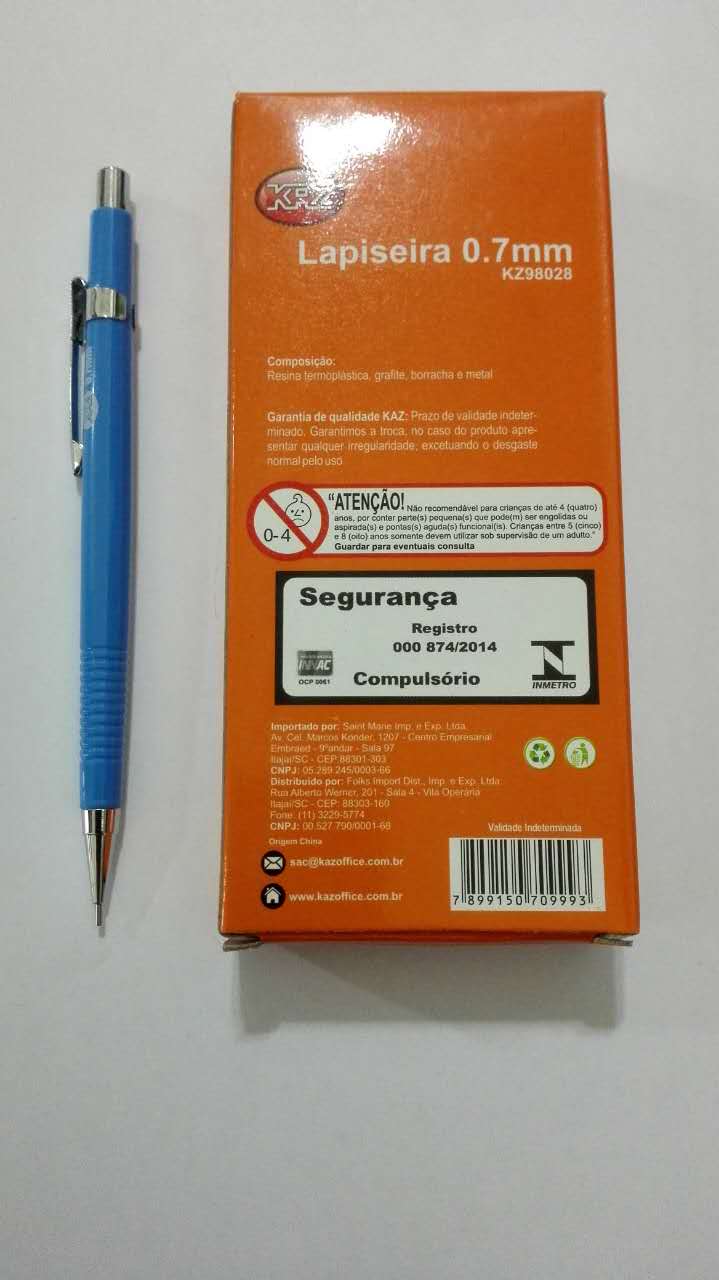 KAZ
Lapiseira 0.7mm
KZ98028
Composição:
Resina termoplástica, grafite, borracha e metal
Garantia de qualidade KAZ: Prazo de validade indeter-
minado. Garantimos a troca, no caso do produto apre-
sentar qualquer irregularidade, excetuando o desgaste
normal pelo uso.
0-4
"ATENÇÃO! Não recomendável para crianças de até 4 (quatro)
anos, por conter parte(s) pequena(s) que pode(m) ser engolidas ou
aspirada(s) e pontas(s) aguda(s) funcional(is). Crianças entre 5 (cinco)
e 8 (oito) anos somente devem utilizar sob supervisão de um adulto."
Guardar para eventuais consulta
Segurança
Registro
000 874/2014
Compulsório
OCP 0061
INMETRO
Importado por: Saint Marie Imp. e Exp. Ltda.
Av. Cel. Marcos Konder, 1207 - Centro Empresarial
Embraed - 9ºandar - Sala 97
Itajaí/SC - CEP: 88301-303
CNPJ: 05.289.245/0003-66
Distribuído por: Folks Import Dist., Imp. e Exp. Ltda.
Rua Alberto Werner, 201 - Sala 4 - Vila Operária
Itajaí/SC - CEP: 88303-160
Fone: (11) 3229-5774
CNPJ: 00.527.790/0001-68
Origem China
sac@kazoffice.com.br
www.kazoffice.com.br
Validade Indeterminada
7 899150 709993